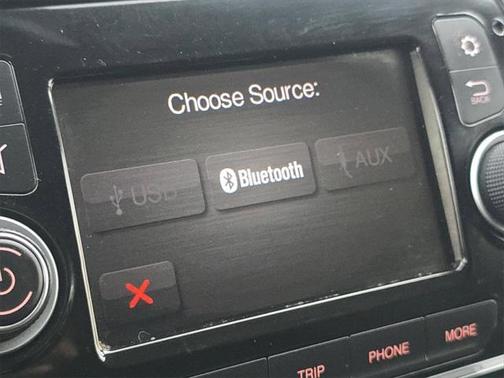 Choose Source:
USB
Bluetooth
AUX
BACK
TRIP
PHONE
MORE